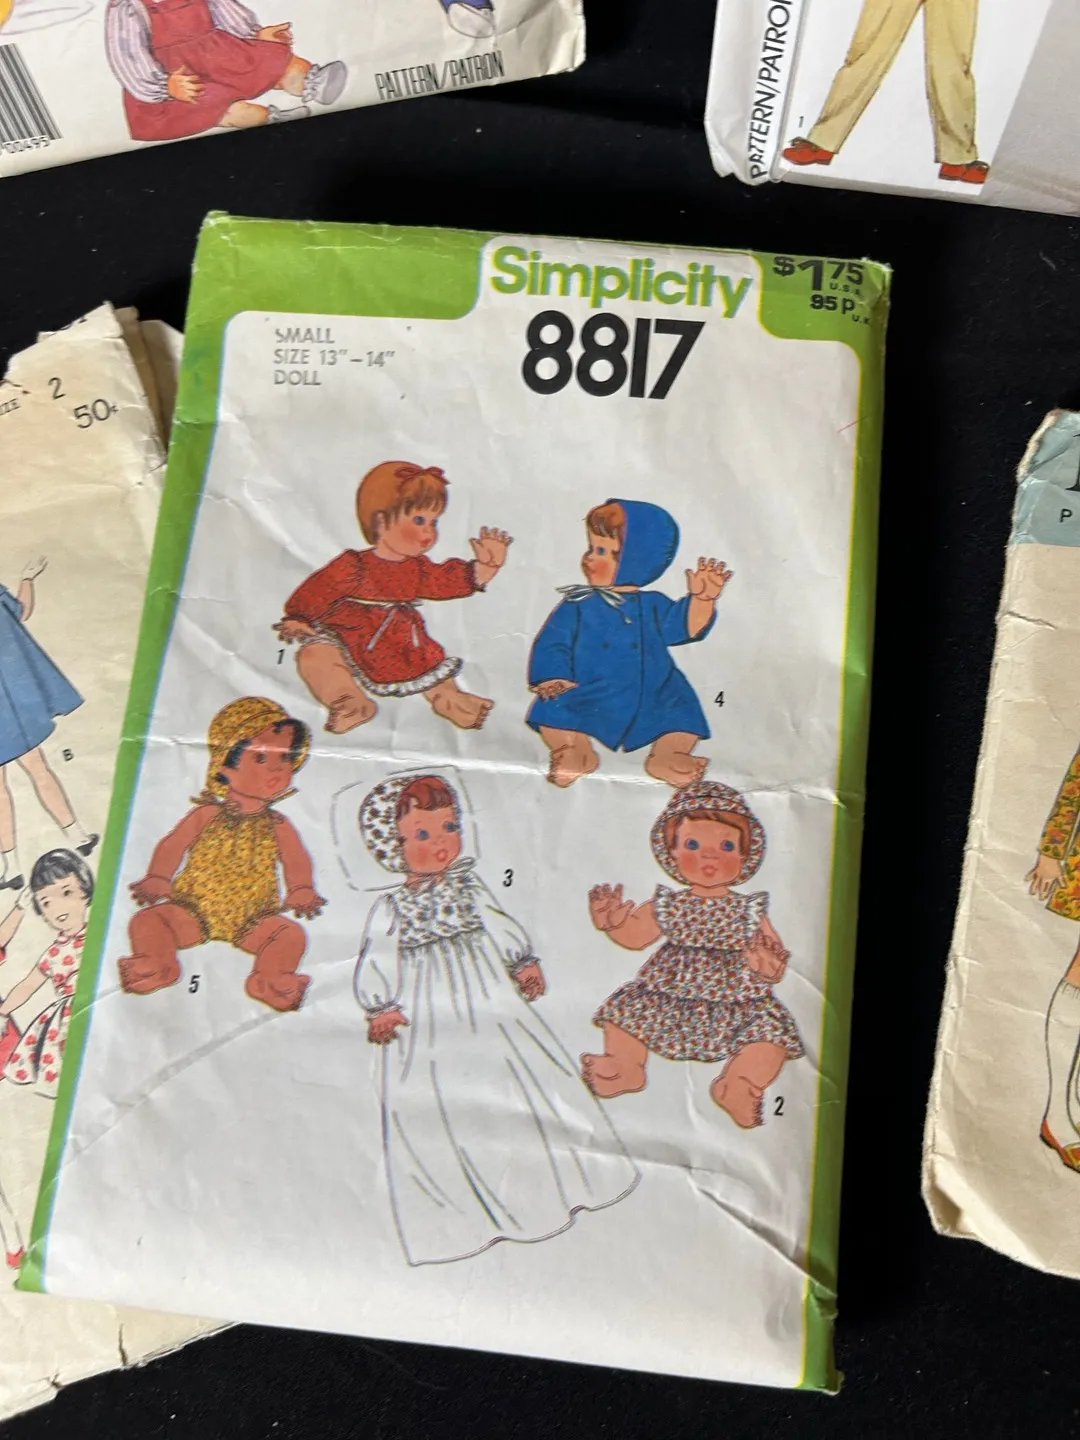 PATTERN/PATRON
00495
PATTERN/PATRON
1
Simplicity
8817
$1.75
U.S.A.
95p
U.K.
SMALL
SIZE 13"–14"
DOLL
1
4
5
3
2
2
50¢
B
P